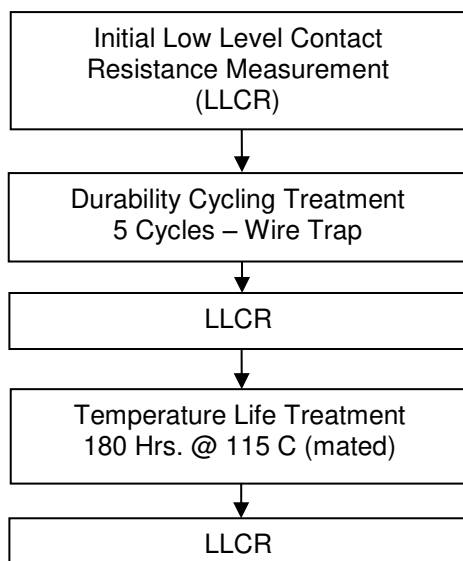 Initial Low Level Contact
Resistance Measurement
(LLCR)
Durability Cycling Treatment
5 Cycles – Wire Trap
LLCR
Temperature Life Treatment
180 Hrs. @ 115 C (mated)
LLCR